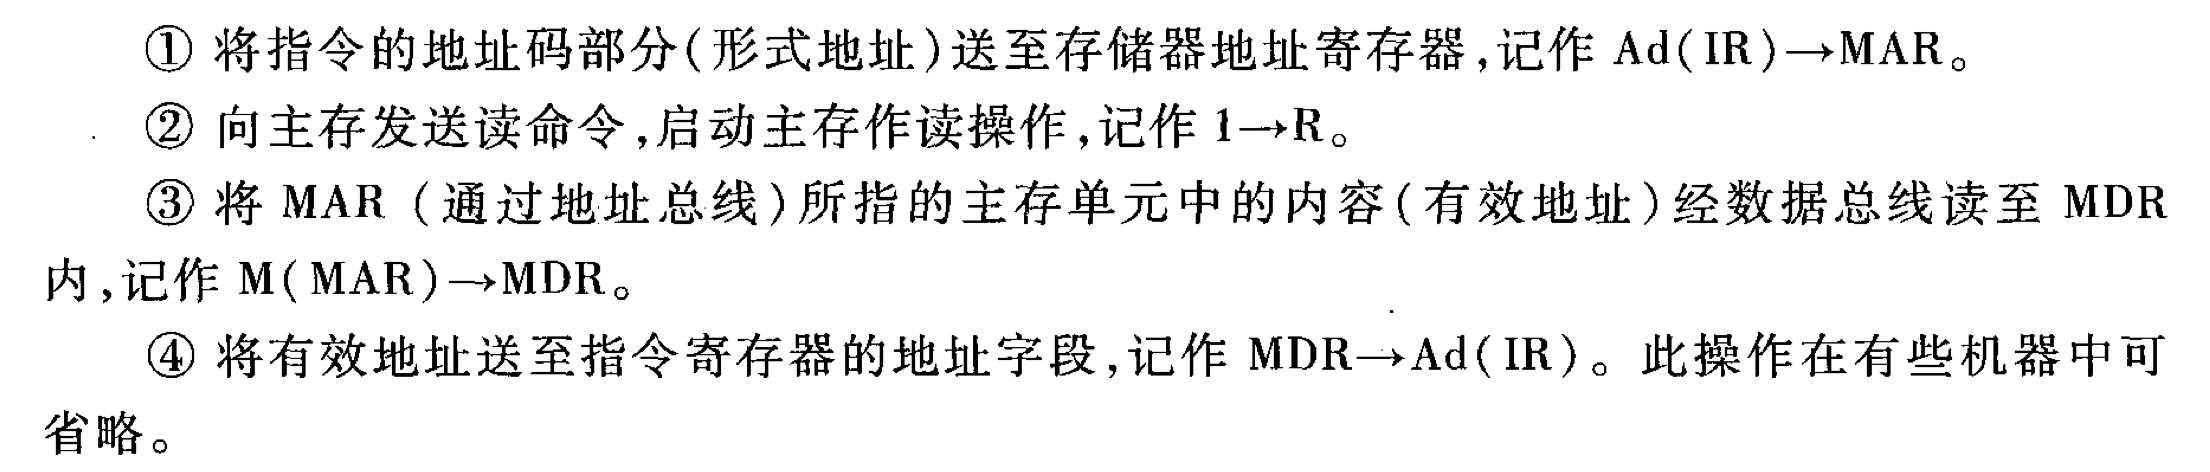 ① 将指令的地址码部分(形式地址)送至存储器地址寄存器,记作 Ad(IR)→MAR。
② 向主存发送读命令,启动主存作读操作,记作 1→R。
③ 将 MAR (通过地址总线)所指的主存单元中的内容(有效地址)经数据总线读至 MDR
内,记作 M(MAR)→MDR。
④ 将有效地址送至指令寄存器的地址字段,记作 MDR→Ad(IR)。此操作在有些机器中可
省略。